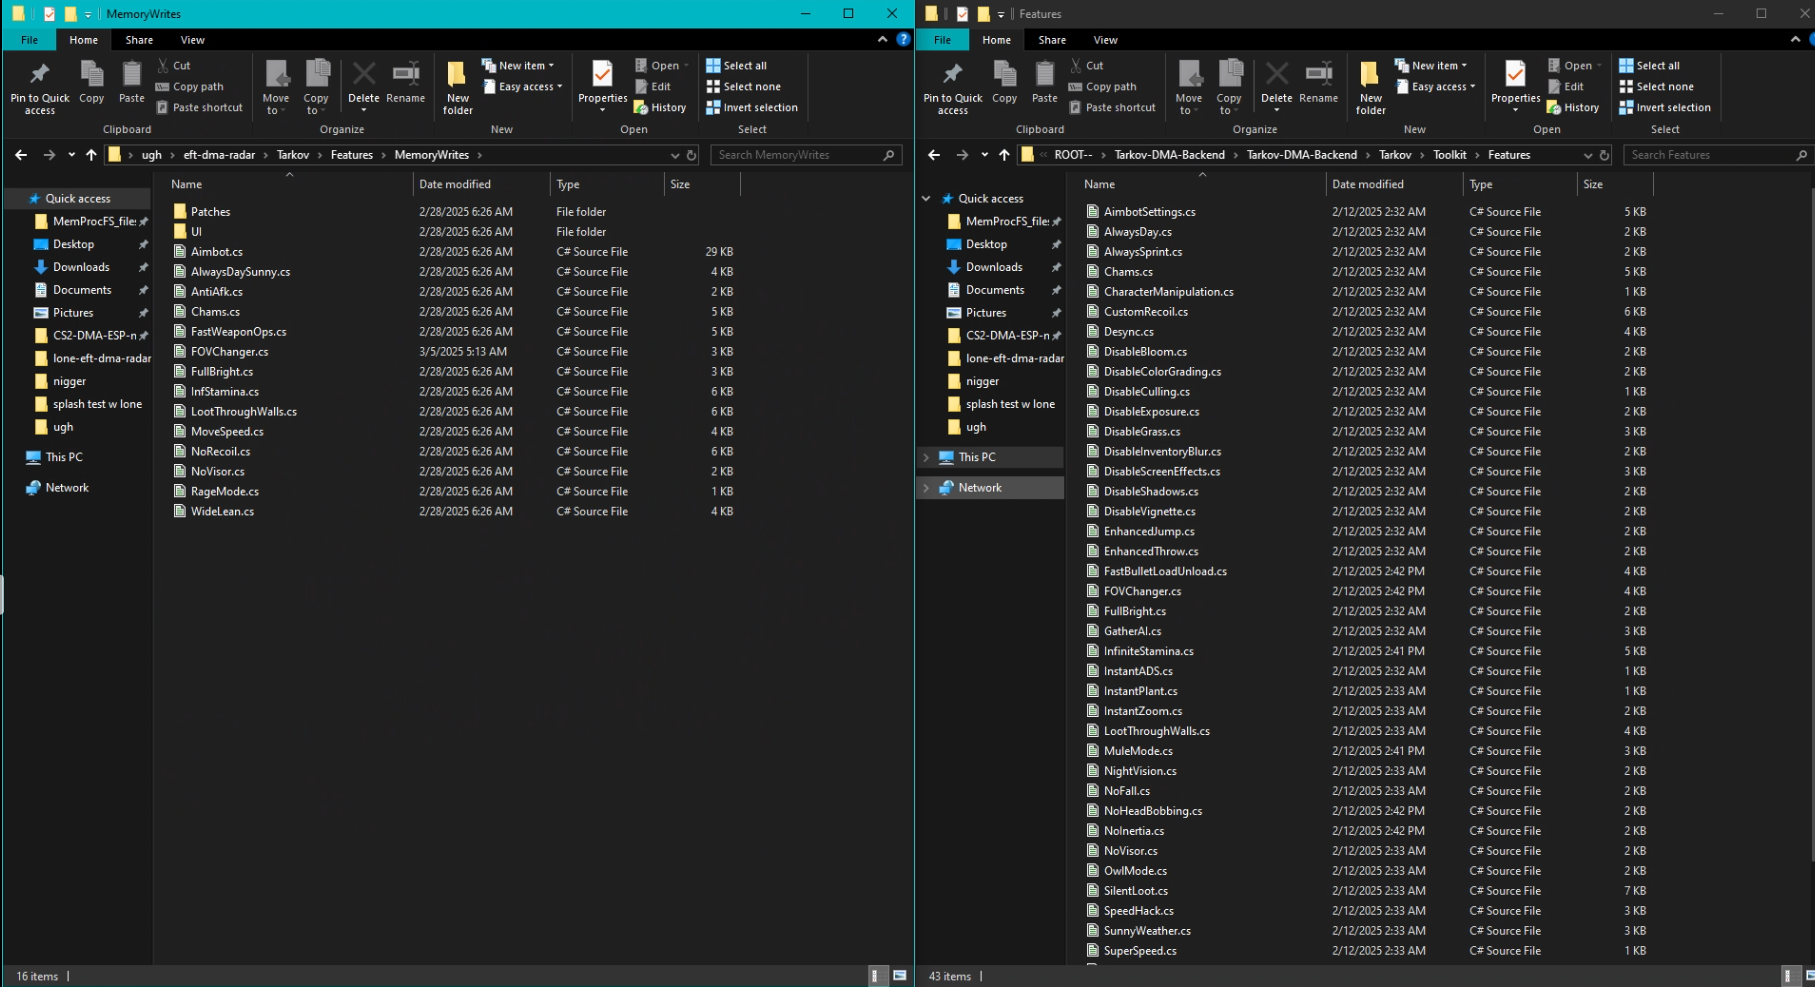 MemoryWrites
File Home Share View
Pin to Quick access
Copy
Paste
Cut
Copy path
Paste shortcut
Clipboard
Move to
Copy to
Delete
Rename
Organize
New folder
New item
Easy access
New
Properties
Open
Edit
History
Open
Select all
Select none
Invert selection
Select
ugh > eft-dma-radar > Tarkov > Features > MemoryWrites >
Search MemoryWrites
Quick access
MemProcFS_file
Desktop
Downloads
Documents
Pictures
CS2-DMA-ESP-n
lone-eft-dma-radar
nigger
splash test w lone
ugh
This PC
Network
Name Date modified Type Size
Patches 2/28/2025 6:26 AM File folder
UI 2/28/2025 6:26 AM File folder
Aimbot.cs 2/28/2025 6:26 AM C# Source File 29 KB
AlwaysDaySunny.cs 2/28/2025 6:26 AM C# Source File 4 KB
AntiAfk.cs 2/28/2025 6:26 AM C# Source File 2 KB
Chams.cs 2/28/2025 6:26 AM C# Source File 5 KB
FastWeaponOps.cs 2/28/2025 6:26 AM C# Source File 5 KB
FOVChanger.cs 3/5/2025 5:13 AM C# Source File 3 KB
FullBright.cs 2/28/2025 6:26 AM C# Source File 3 KB
InfStamina.cs 2/28/2025 6:26 AM C# Source File 6 KB
LootThroughWalls.cs 2/28/2025 6:26 AM C# Source File 6 KB
MoveSpeed.cs 2/28/2025 6:26 AM C# Source File 4 KB
NoRecoil.cs 2/28/2025 6:26 AM C# Source File 6 KB
NoVisor.cs 2/28/2025 6:26 AM C# Source File 2 KB
RageMode.cs 2/28/2025 6:26 AM C# Source File 1 KB
WideLean.cs 2/28/2025 6:26 AM C# Source File 4 KB
16 items
Features
File Home Share View
Pin to Quick access
Copy
Paste
Cut
Copy path
Paste shortcut
Clipboard
Move to
Copy to
Delete
Rename
Organize
New folder
New item
Easy access
New
Properties
Open
Edit
History
Open
Select all
Select none
Invert selection
Select
« ROOT-- > Tarkov-DMA-Backend > Tarkov-DMA-Backend > Tarkov > Toolkit > Features
Search Features
Quick access
MemProcFS_file
Desktop
Downloads
Documents
Pictures
CS2-DMA-ESP-n
lone-eft-dma-radar
nigger
splash test w lone
ugh
This PC
Network
Name Date modified Type Size
AimbotSettings.cs 2/12/2025 2:32 AM C# Source File 5 KB
AlwaysDay.cs 2/12/2025 2:32 AM C# Source File 2 KB
AlwaysSprint.cs 2/12/2025 2:32 AM C# Source File 2 KB
Chams.cs 2/12/2025 2:32 AM C# Source File 5 KB
CharacterManipulation.cs 2/12/2025 2:32 AM C# Source File 1 KB
CustomRecoil.cs 2/12/2025 2:32 AM C# Source File 6 KB
Desync.cs 2/12/2025 2:32 AM C# Source File 4 KB
DisableBloom.cs 2/12/2025 2:32 AM C# Source File 2 KB
DisableColorGrading.cs 2/12/2025 2:32 AM C# Source File 2 KB
DisableCulling.cs 2/12/2025 2:32 AM C# Source File 1 KB
DisableExposure.cs 2/12/2025 2:32 AM C# Source File 2 KB
DisableGrass.cs 2/12/2025 2:32 AM C# Source File 3 KB
DisableInventoryBlur.cs 2/12/2025 2:32 AM C# Source File 2 KB
DisableScreenEffects.cs 2/12/2025 2:32 AM C# Source File 3 KB
DisableShadows.cs 2/12/2025 2:32 AM C# Source File 2 KB
DisableVignette.cs 2/12/2025 2:32 AM C# Source File 2 KB
EnhancedJump.cs 2/12/2025 2:32 AM C# Source File 2 KB
EnhancedThrow.cs 2/12/2025 2:32 AM C# Source File 2 KB
FastBulletLoadUnload.cs 2/12/2025 2:42 PM C# Source File 4 KB
FOVChanger.cs 2/12/2025 2:42 PM C# Source File 4 KB
FullBright.cs 2/12/2025 2:32 AM C# Source File 2 KB
GatherAI.cs 2/12/2025 2:32 AM C# Source File 3 KB
InfiniteStamina.cs 2/12/2025 2:41 PM C# Source File 5 KB
InstantADS.cs 2/12/2025 2:32 AM C# Source File 1 KB
InstantPlant.cs 2/12/2025 2:33 AM C# Source File 1 KB
InstantZoom.cs 2/12/2025 2:33 AM C# Source File 2 KB
LootThroughWalls.cs 2/12/2025 2:33 AM C# Source File 4 KB
MuleMode.cs 2/12/2025 2:41 PM C# Source File 3 KB
NightVision.cs 2/12/2025 2:33 AM C# Source File 2 KB
NoFall.cs 2/12/2025 2:33 AM C# Source File 2 KB
NoHeadBobbing.cs 2/12/2025 2:42 PM C# Source File 2 KB
NoInertia.cs 2/12/2025 2:42 PM C# Source File 2 KB
NoVisor.cs 2/12/2025 2:33 AM C# Source File 2 KB
OwlMode.cs 2/12/2025 2:33 AM C# Source File 2 KB
SilentLoot.cs 2/12/2025 2:33 AM C# Source File 7 KB
SpeedHack.cs 2/12/2025 2:33 AM C# Source File 3 KB
SunnyWeather.cs 2/12/2025 2:33 AM C# Source File 3 KB
SuperSpeed.cs 2/12/2025 2:33 AM C# Source File 1 KB
43 items